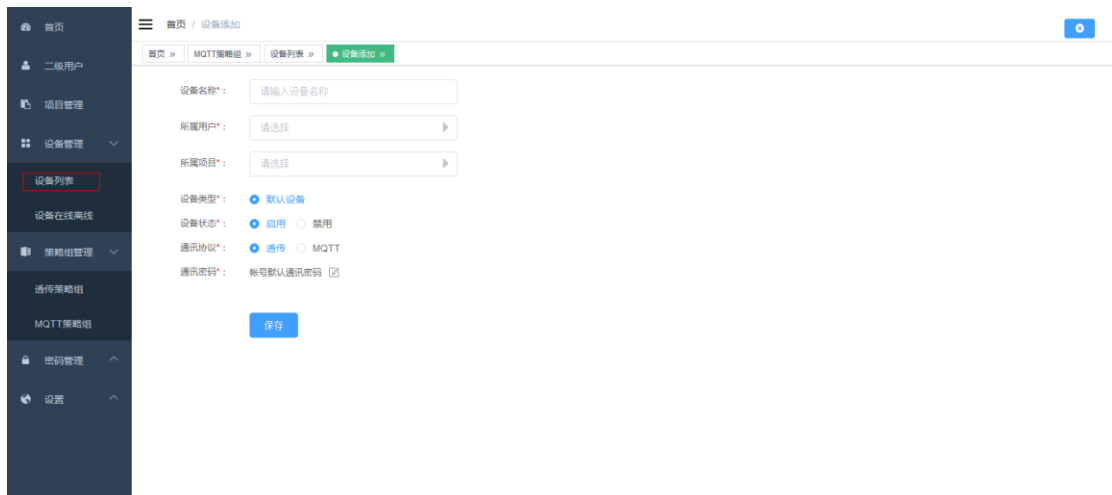 首页
二级用户
项目管理
设备管理
设备列表
设备在线离线
策略组管理
透传策略组
MQTT策略组
密码管理
设置
首页 / 设备添加
首页 » MQTT策略组 » 设备列表 » 设备添加 »
设备名称*： 请输入设备名称
所属用户*： 请选择
所属项目*： 请选择
设备类型*： 默认设备
设备状态*： 启用 禁用
通讯协议*： 透传 MQTT
通讯密码*： 帐号默认通讯密码
保存